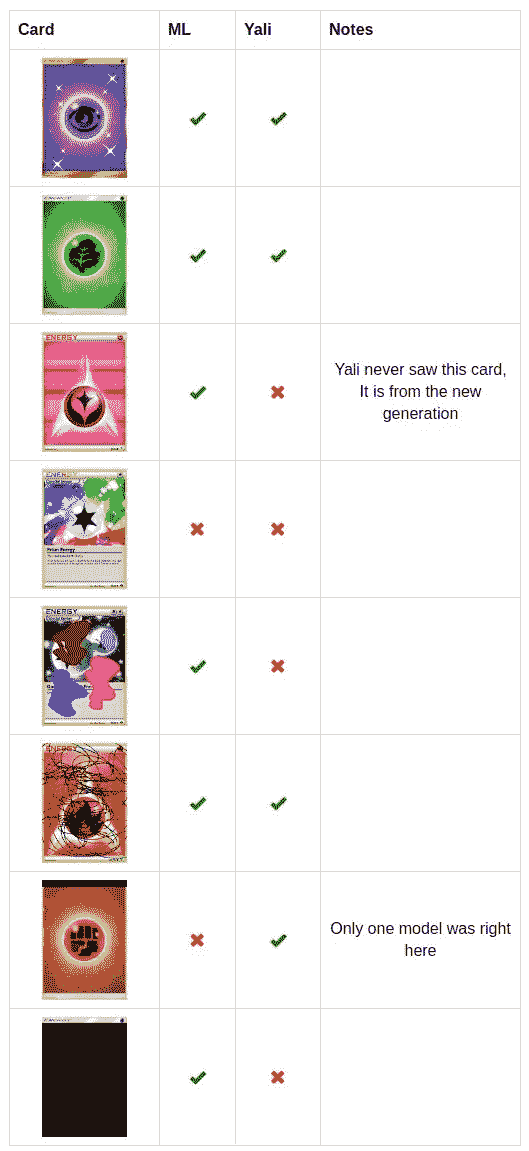 Card ML Yali Notes
ENERGY
Yali never saw this card,
It is from the new
generation
ENERGY
Prism Energy
ENERGY
ENERGY
Only one model was right
here